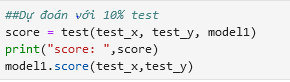 ##Dự đoán với 10% test
score = test(test_x, test_y, model1)
print("score: ",score)
model1.score(test_x,test_y)